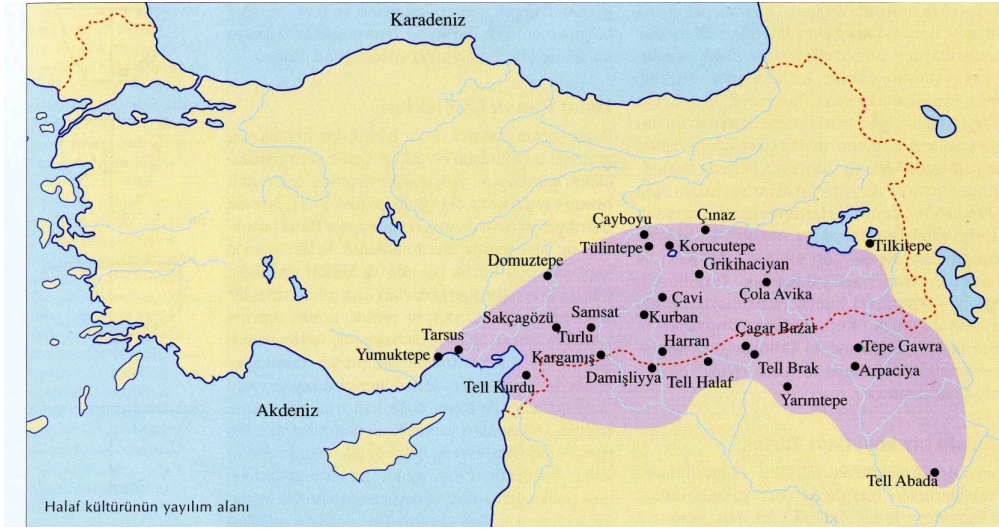 Karadeniz
Çayboyu
Çınaz
Tülintepe
Korucutepe
Tilkitepe
Domuztepe
Grikihaciyan
Çola Avika
Çavi
Sakçagözü
Samsat
Kurban
Turlu
Tarsus
Yumuktepe
Kargamış
Harran
Çagar Bazar
Tepe Gawra
Tell Kurdu
Damişliyya
Tell Halaf
Tell Brak
Arpaciya
Yarımtepe
Akdeniz
Tell Abada
Halaf kültürünün yayılım alanı